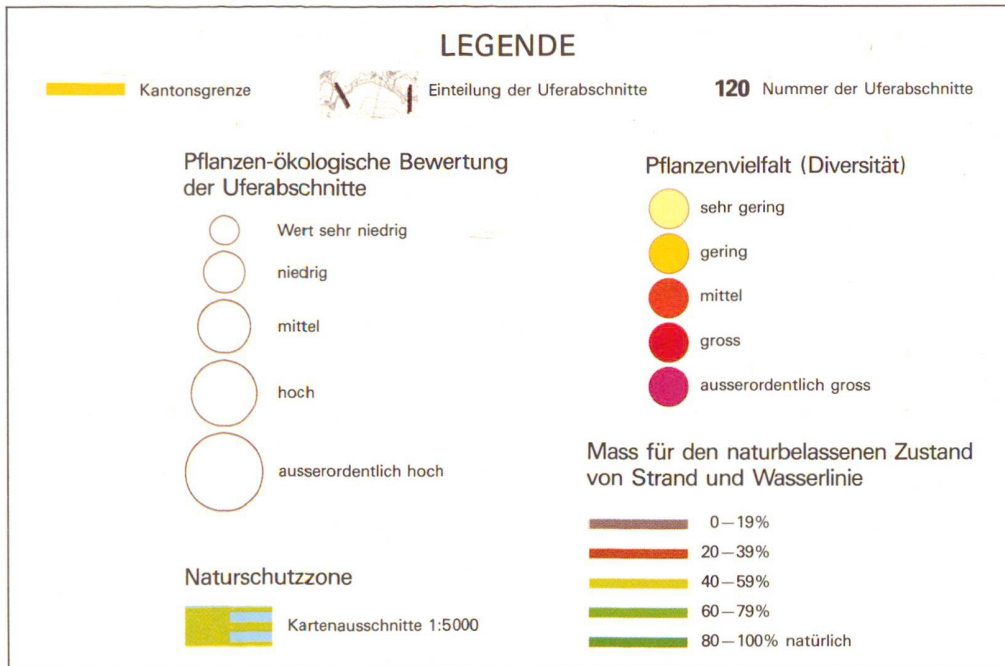 LEGENDE
Kantonsgrenze
Einteilung der Uferabschnitte
120 Nummer der Uferabschnitte
Pflanzen-ökologische Bewertung
der Uferabschnitte
Wert sehr niedrig
niedrig
mittel
hoch
ausserordentlich hoch
Naturschutzzone
Kartenausschnitte 1:5000
Pflanzenvielfalt (Diversität)
sehr gering
gering
mittel
gross
ausserordentlich gross
Mass für den naturbelassenen Zustand
von Strand und Wasserlinie
0—19%
20—39%
40—59%
60—79%
80—100% natürlich